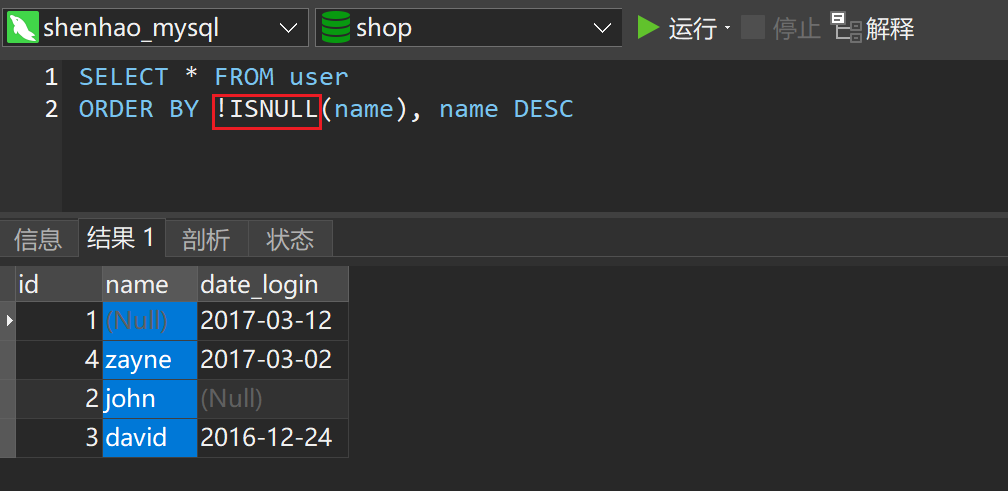 shenhao_mysql shop 运行 停止 解释
1 SELECT * FROM user
2 ORDER BY !ISNULL(name), name DESC
信息 结果 1 剖析 状态
id name date_login
1 (Null) 2017-03-12
4 zayne 2017-03-02
2 john (Null)
3 david 2016-12-24